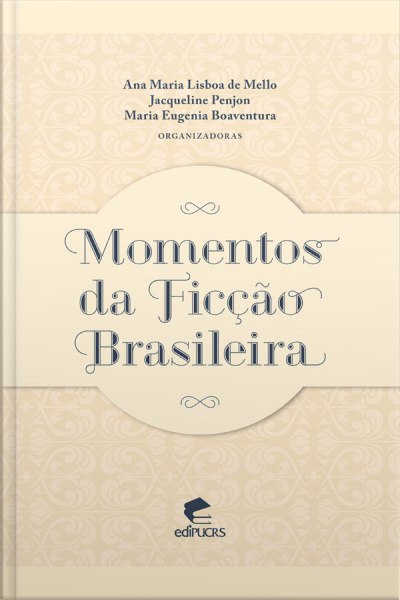 Ana Maria Lisboa de Mello
Jacqueline Penjon
Maria Eugenia Boaventura
ORGANIZADORAS
Momentos
da Ficção
Brasileira
ediPUCRS